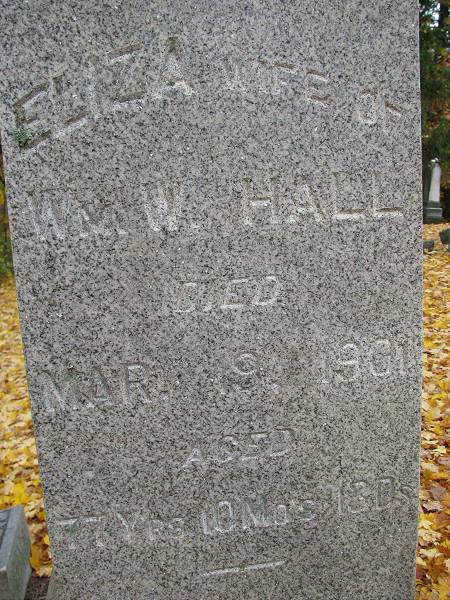 ELIZA WIFE OF
WM. W. HALL
DIED
MAR. 9, 1901
AGED
77 YRS 10 MO'S 13 DS